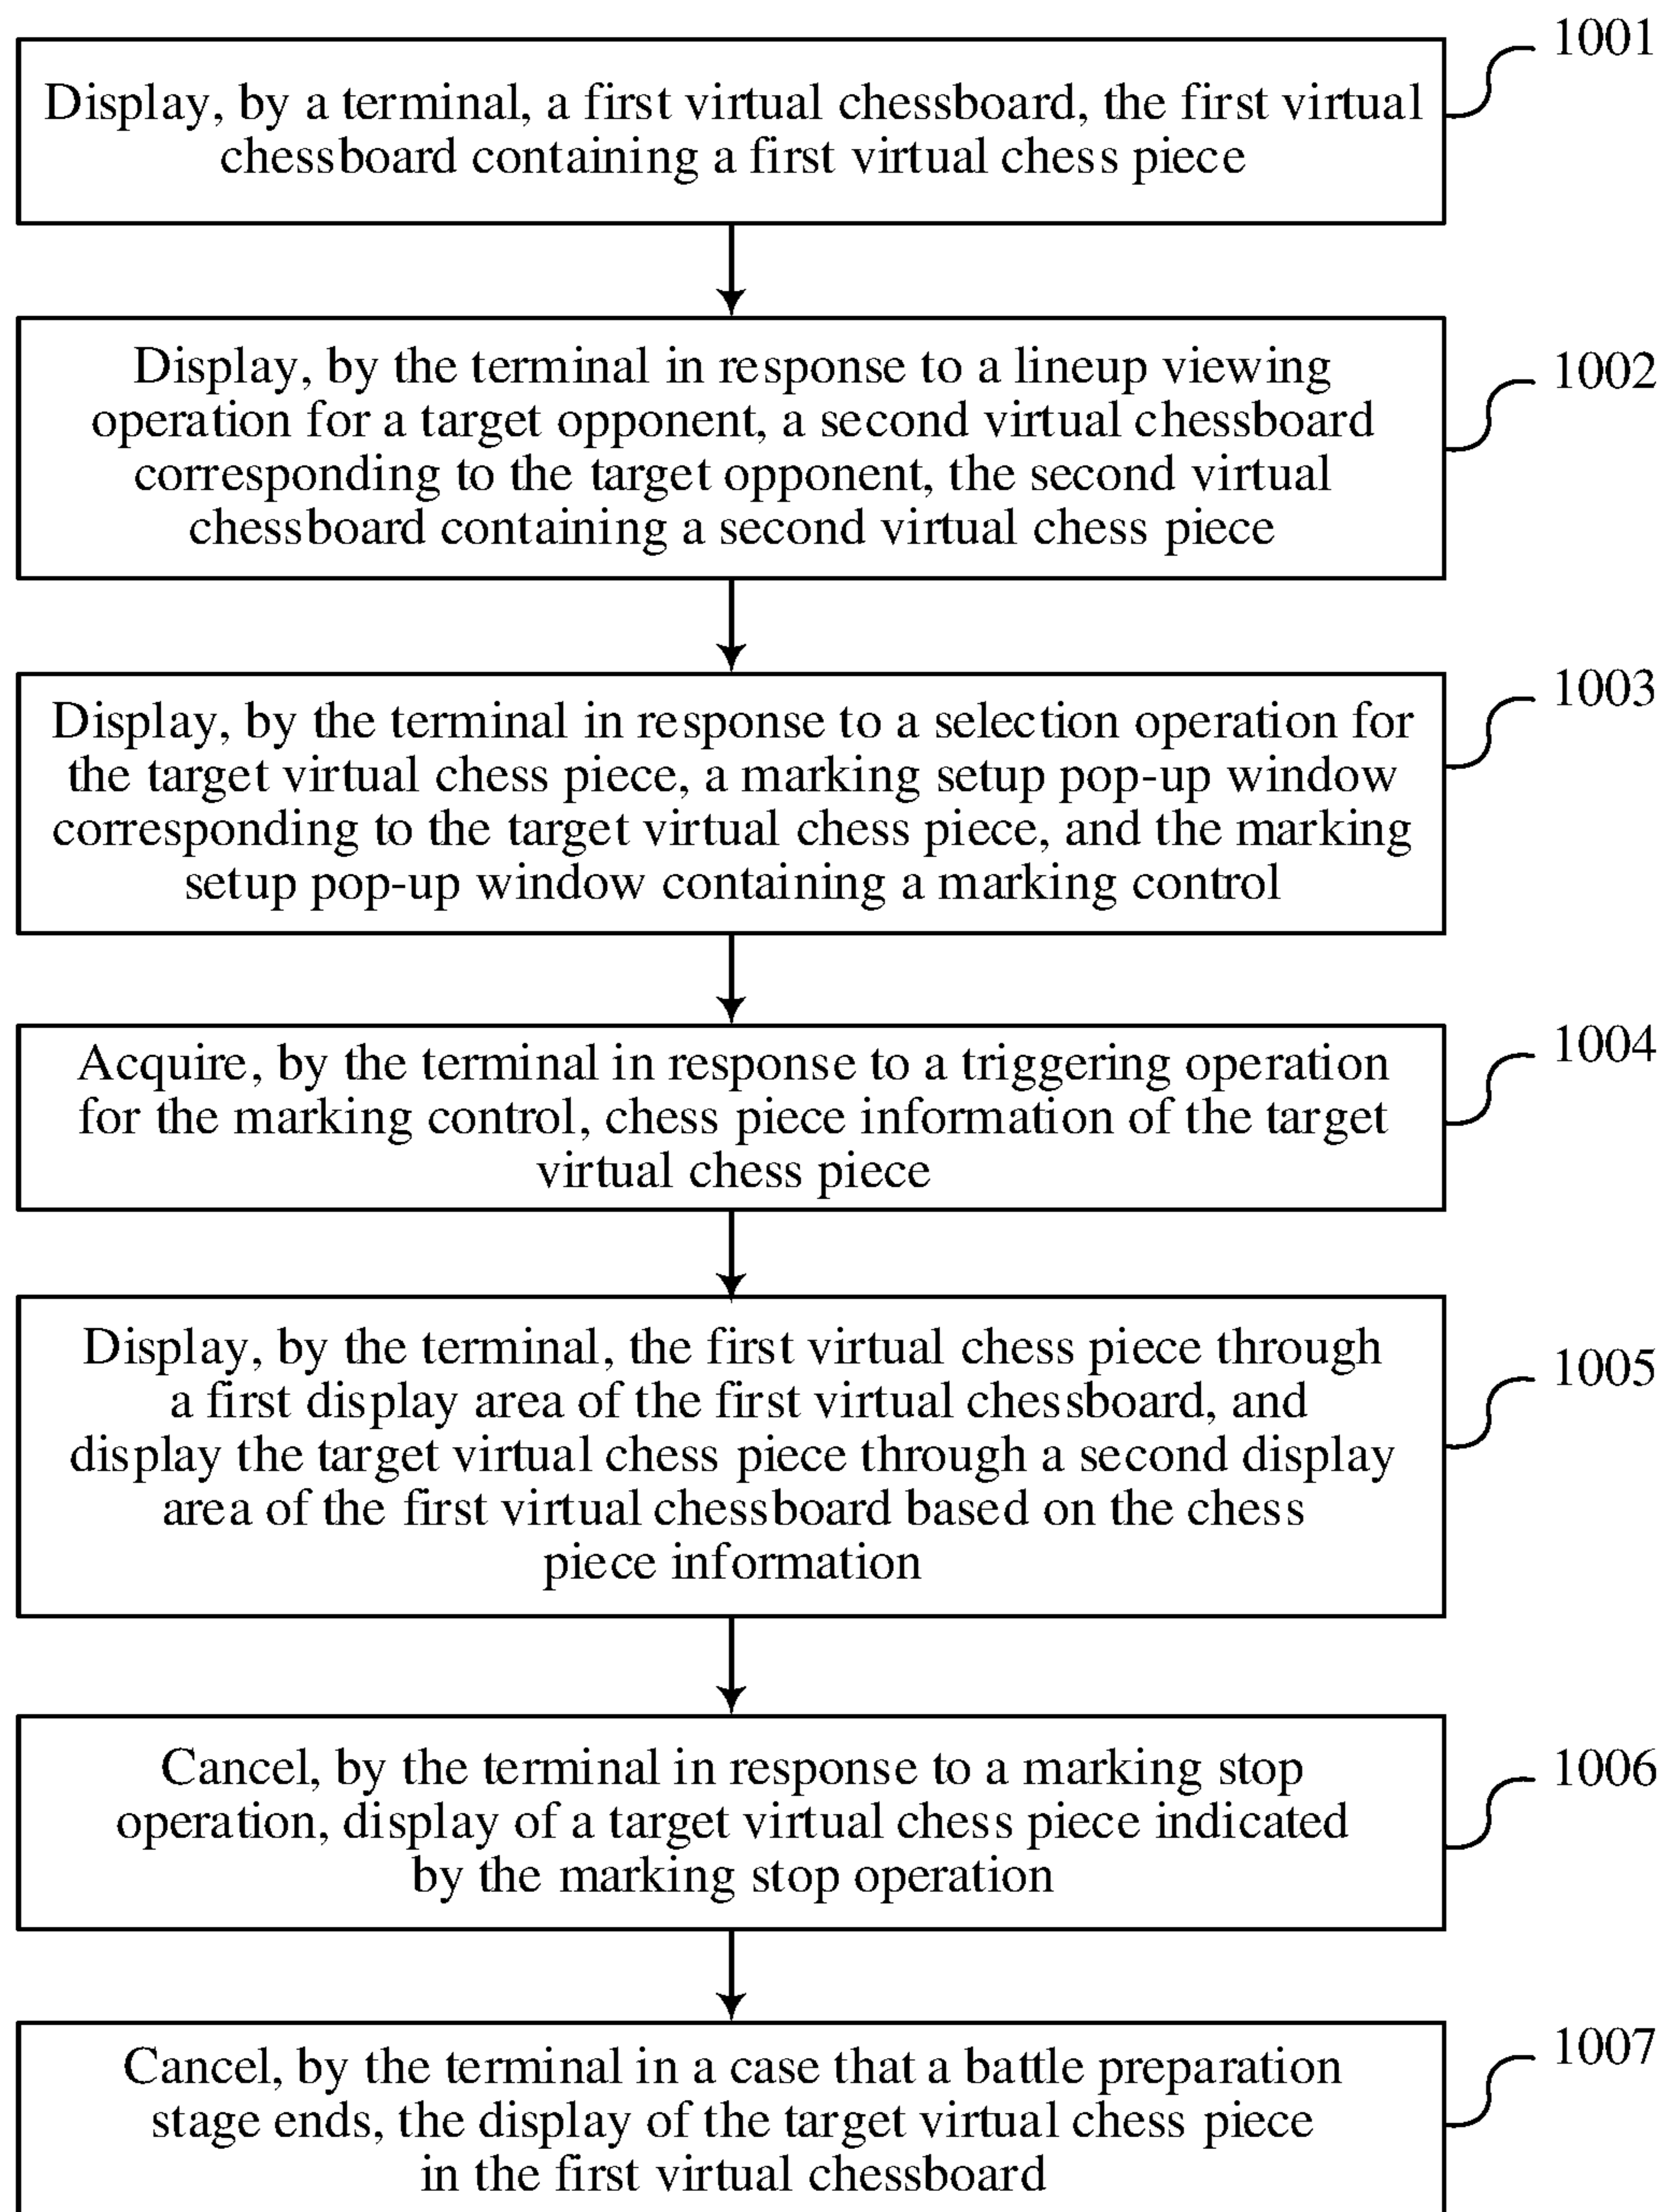 1001
Display, by a terminal, a first virtual chessboard, the first virtual
chessboard containing a first virtual chess piece
1002
Display, by the terminal in response to a lineup viewing
operation for a target opponent, a second virtual chessboard
corresponding to the target opponent, the second virtual
chessboard containing a second virtual chess piece
1003
Display, by the terminal in response to a selection operation for
the target virtual chess piece, a marking setup pop-up window
corresponding to the target virtual chess piece, and the marking
setup pop-up window containing a marking control
1004
Acquire, by the terminal in response to a triggering operation
for the marking control, chess piece information of the target
virtual chess piece
1005
Display, by the terminal, the first virtual chess piece through
a first display area of the first virtual chessboard, and
display the target virtual chess piece through a second display
area of the first virtual chessboard based on the chess
piece information
1006
Cancel, by the terminal in response to a marking stop
operation, display of a target virtual chess piece indicated
by the marking stop operation
1007
Cancel, by the terminal in a case that a battle preparation
stage ends, the display of the target virtual chess piece
in the first virtual chessboard